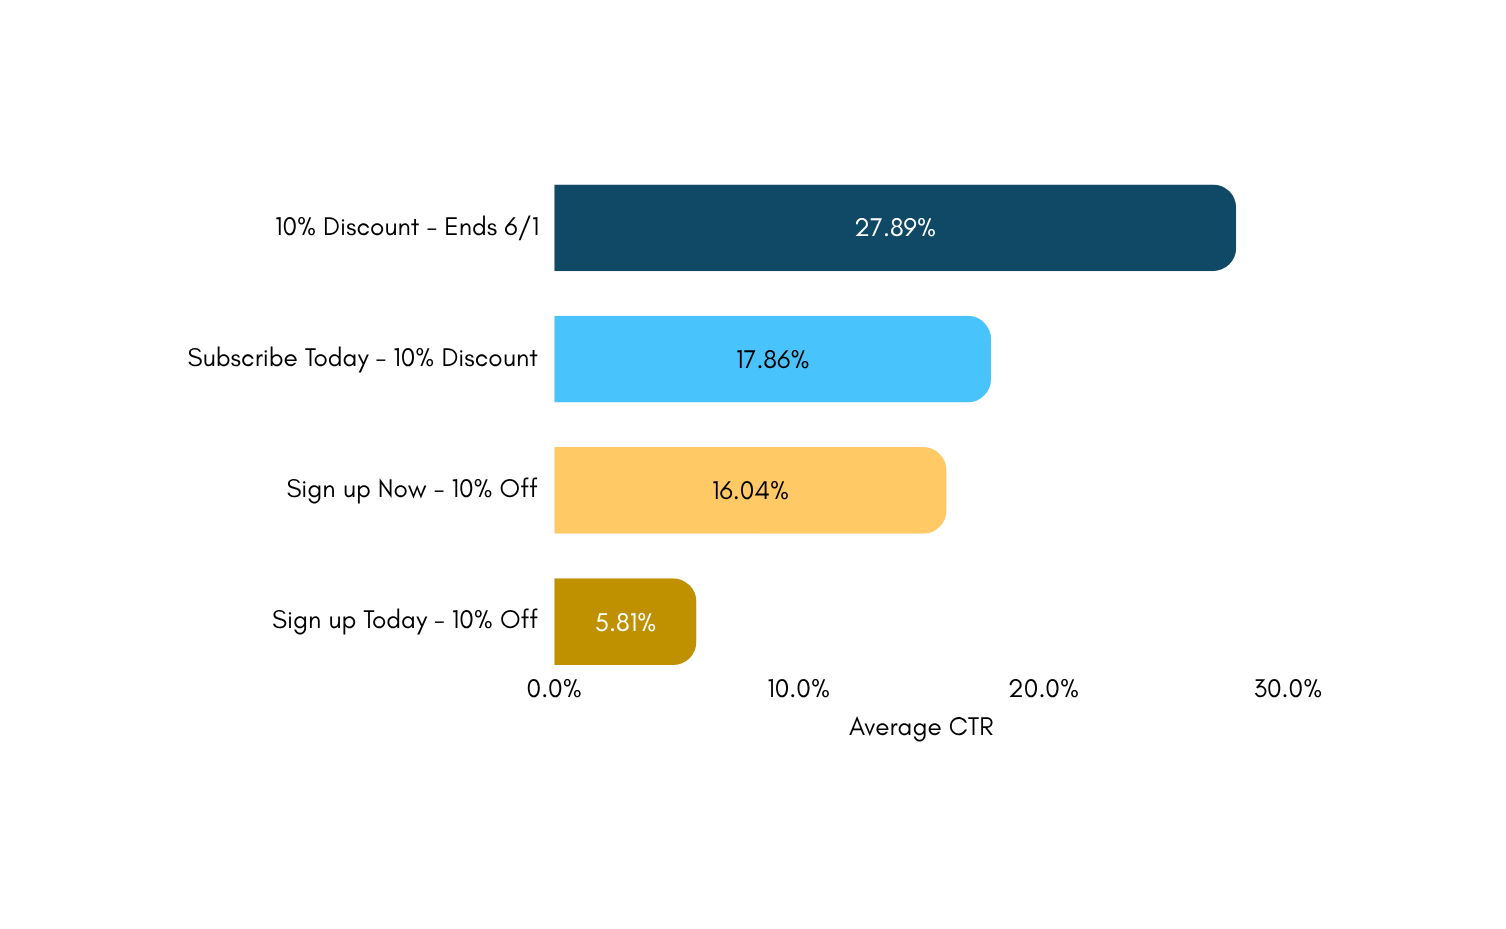 10% Discount - Ends 6/1
27.89%
Subscribe Today - 10% Discount
17.86%
Sign up Now - 10% Off
16.04%
Sign up Today - 10% Off
5.81%
0.0% 10.0% 20.0% 30.0%
Average CTR